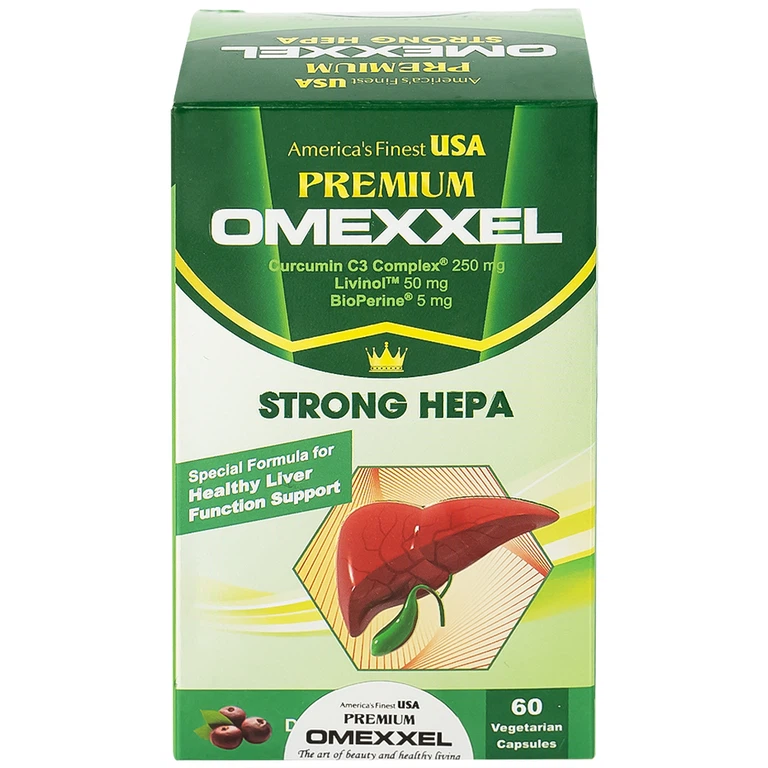 OMEXXEL
STRONG HEPA
PREMIUM
America's Finest USA
America's Finest USA
PREMIUM
OMEXXEL
Curcumin C3 Complex® 250 mg
Livinol™ 50 mg
BioPerine® 5 mg
STRONG HEPA
Special Formula for
Healthy Liver
Function Support
America's Finest USA
PREMIUM
OMEXXEL
The art of beauty and healthy living
60
Vegetarian
Capsules